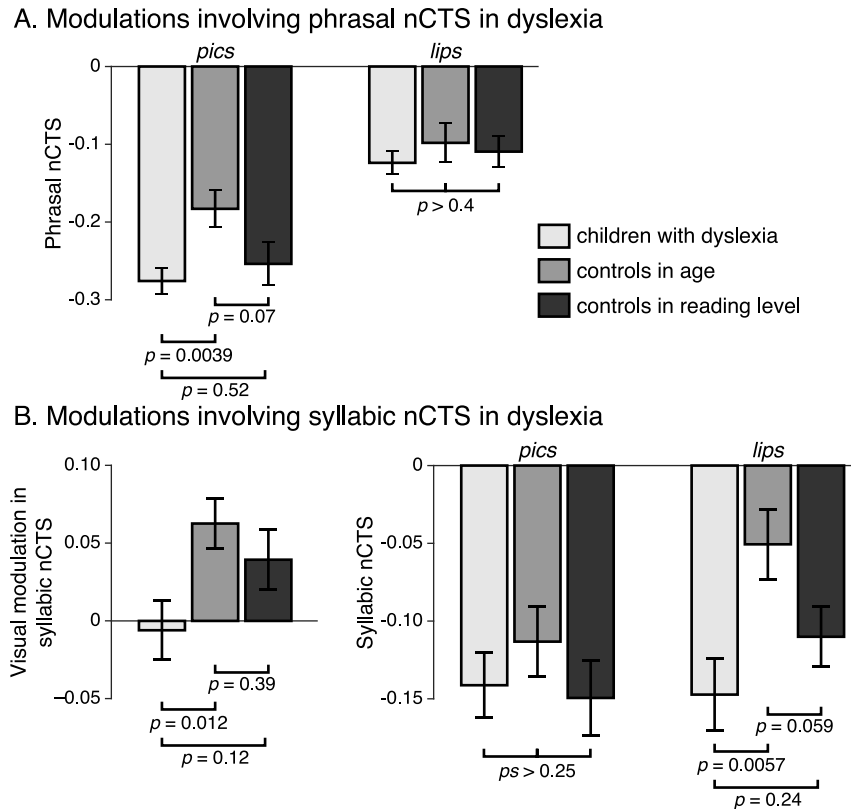 A. Modulations involving phrasal nCTS in dyslexia
pics
lips
Phrasal nCTS
0
-0.1
-0.2
-0.3
p > 0.4
p = 0.07
p = 0.0039
p = 0.52
children with dyslexia
controls in age
controls in reading level
B. Modulations involving syllabic nCTS in dyslexia
Visual modulation in
syllabic nCTS
0.10
0.05
0
−0.05
p = 0.39
p = 0.012
p = 0.12
pics
lips
Syllabic nCTS
0
-0.05
-0.10
-0.15
ps > 0.25
p = 0.059
p = 0.0057
p = 0.24